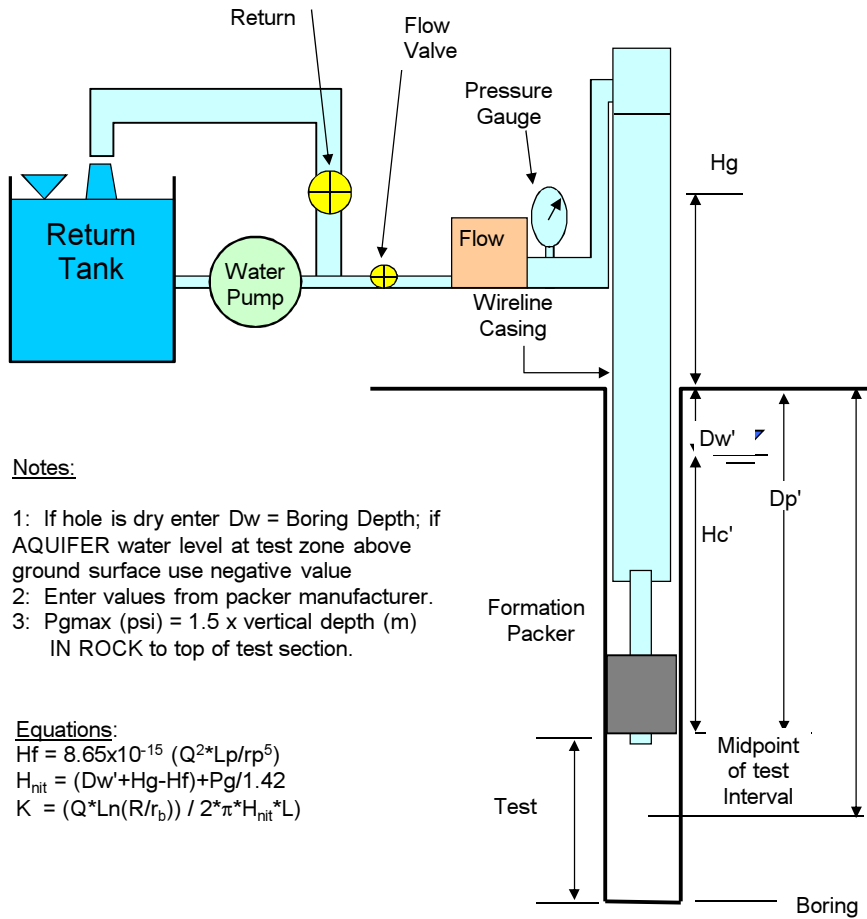 Return
Flow
Valve
Pressure
Gauge
Hg
Return
Tank
Water
Pump
Flow
Wireline
Casing
Dw'
Dp'
Hc'
Notes:
1: If hole is dry enter Dw = Boring Depth; if
AQUIFER water level at test zone above
ground surface use negative value
2: Enter values from packer manufacturer.
3: Pgmax (psi) = 1.5 x vertical depth (m)
IN ROCK to top of test section.
Formation
Packer
Equations:
Hf = 8.65x10⁻¹⁵ (Q²*Lp/rp⁵)
Hₙᵢₜ = (Dw'+Hg-Hf)+Pg/1.42
K = (Q*Ln(R/r_b)) / 2*π*Hₙᵢₜ*L)
Midpoint
of test
Interval
Test
Boring